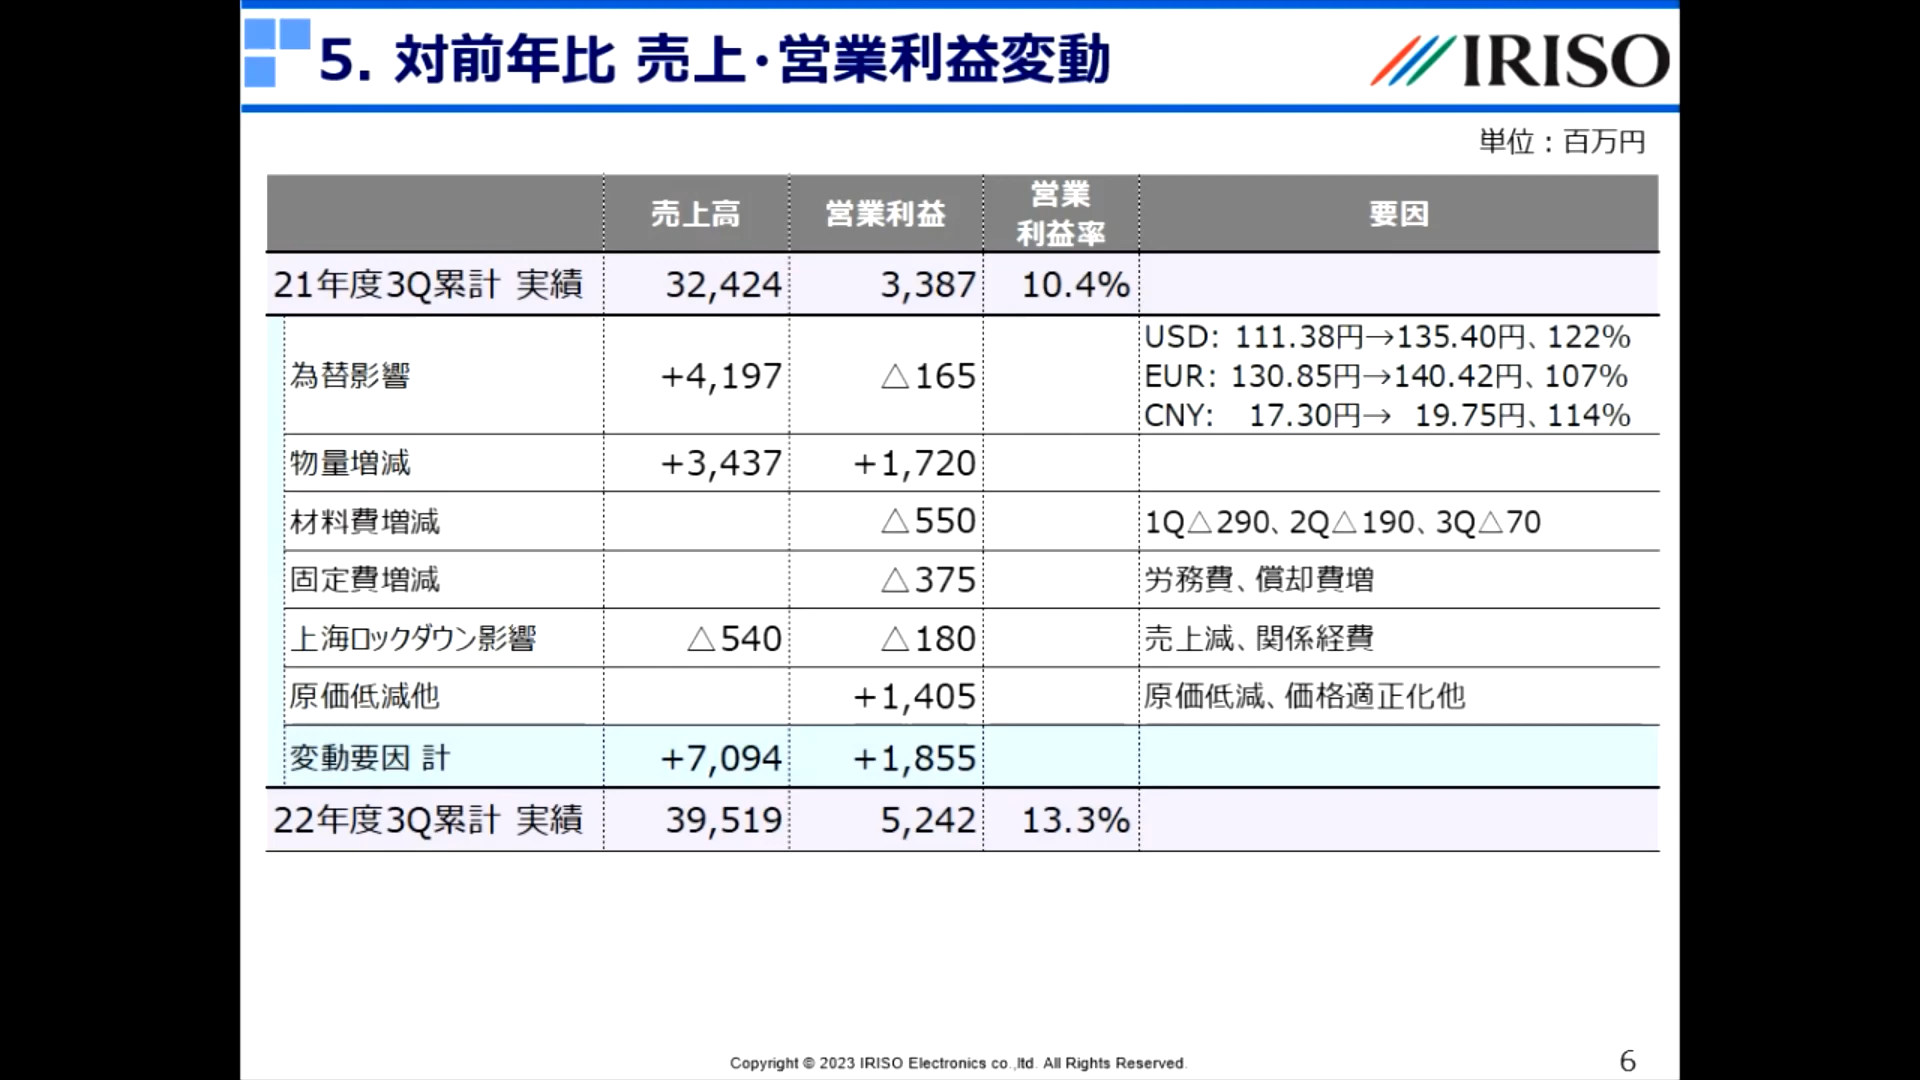 5. 対前年比 売上・営業利益変動
IRISO
単位：百万円
売上高 営業利益 営業利益率 要因
21年度3Q累計 実績 32,424 3,387 10.4%
為替影響 +4,197 △165 USD: 111.38円→135.40円、122%
EUR: 130.85円→140.42円、107%
CNY: 17.30円→ 19.75円、114%
物量増減 +3,437 +1,720
材料費増減 △550 1Q△290、2Q△190、3Q△70
固定費増減 △375 労務費、償却費増
上海ロックダウン影響 △540 △180 売上減、関係経費
原価低減他 +1,405 原価低減、価格適正化他
変動要因 計 +7,094 +1,855
22年度3Q累計 実績 39,519 5,242 13.3%
Copyright © 2023 IRISO Electronics co.,ltd. All Rights Reserved.
6